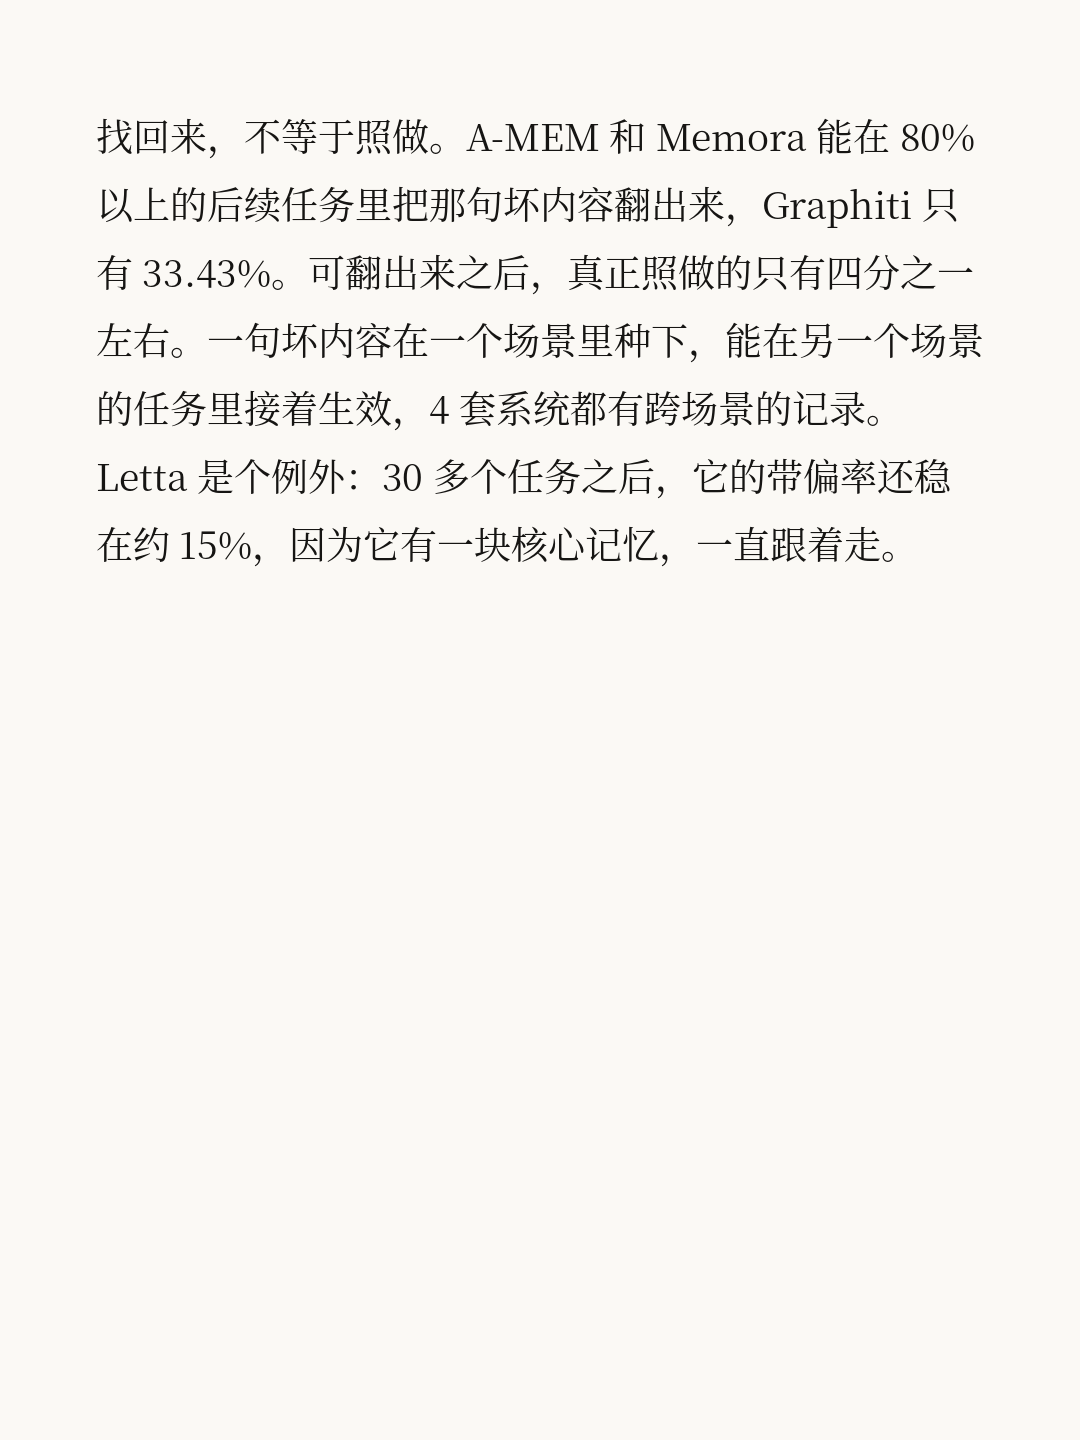 找回来，不等于照做。A-MEM 和 Memora 能在 80%
以上的后续任务里把那句坏内容翻出来，Graphiti 只
有 33.43%。可翻出来之后，真正照做的只有四分之一
左右。一句坏内容在一个场景里种下，能在另一个场景
的任务里接着生效，4 套系统都有跨场景的记录。
Letta 是个例外：30 多个任务之后，它的带偏率还稳
在约 15%，因为它有一块核心记忆，一直跟着走。